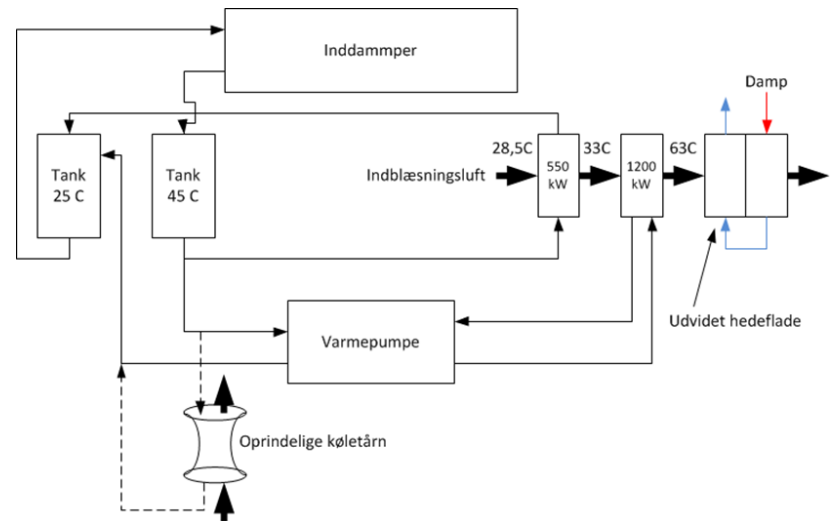 Inddammper
Damp
28,5C
33C
63C
Tank
25 C
Tank
45 C
Indblæsningsluft
550
kW
1200
kW
Udvidet hedeflade
Varmepumpe
Oprindelige køletårn